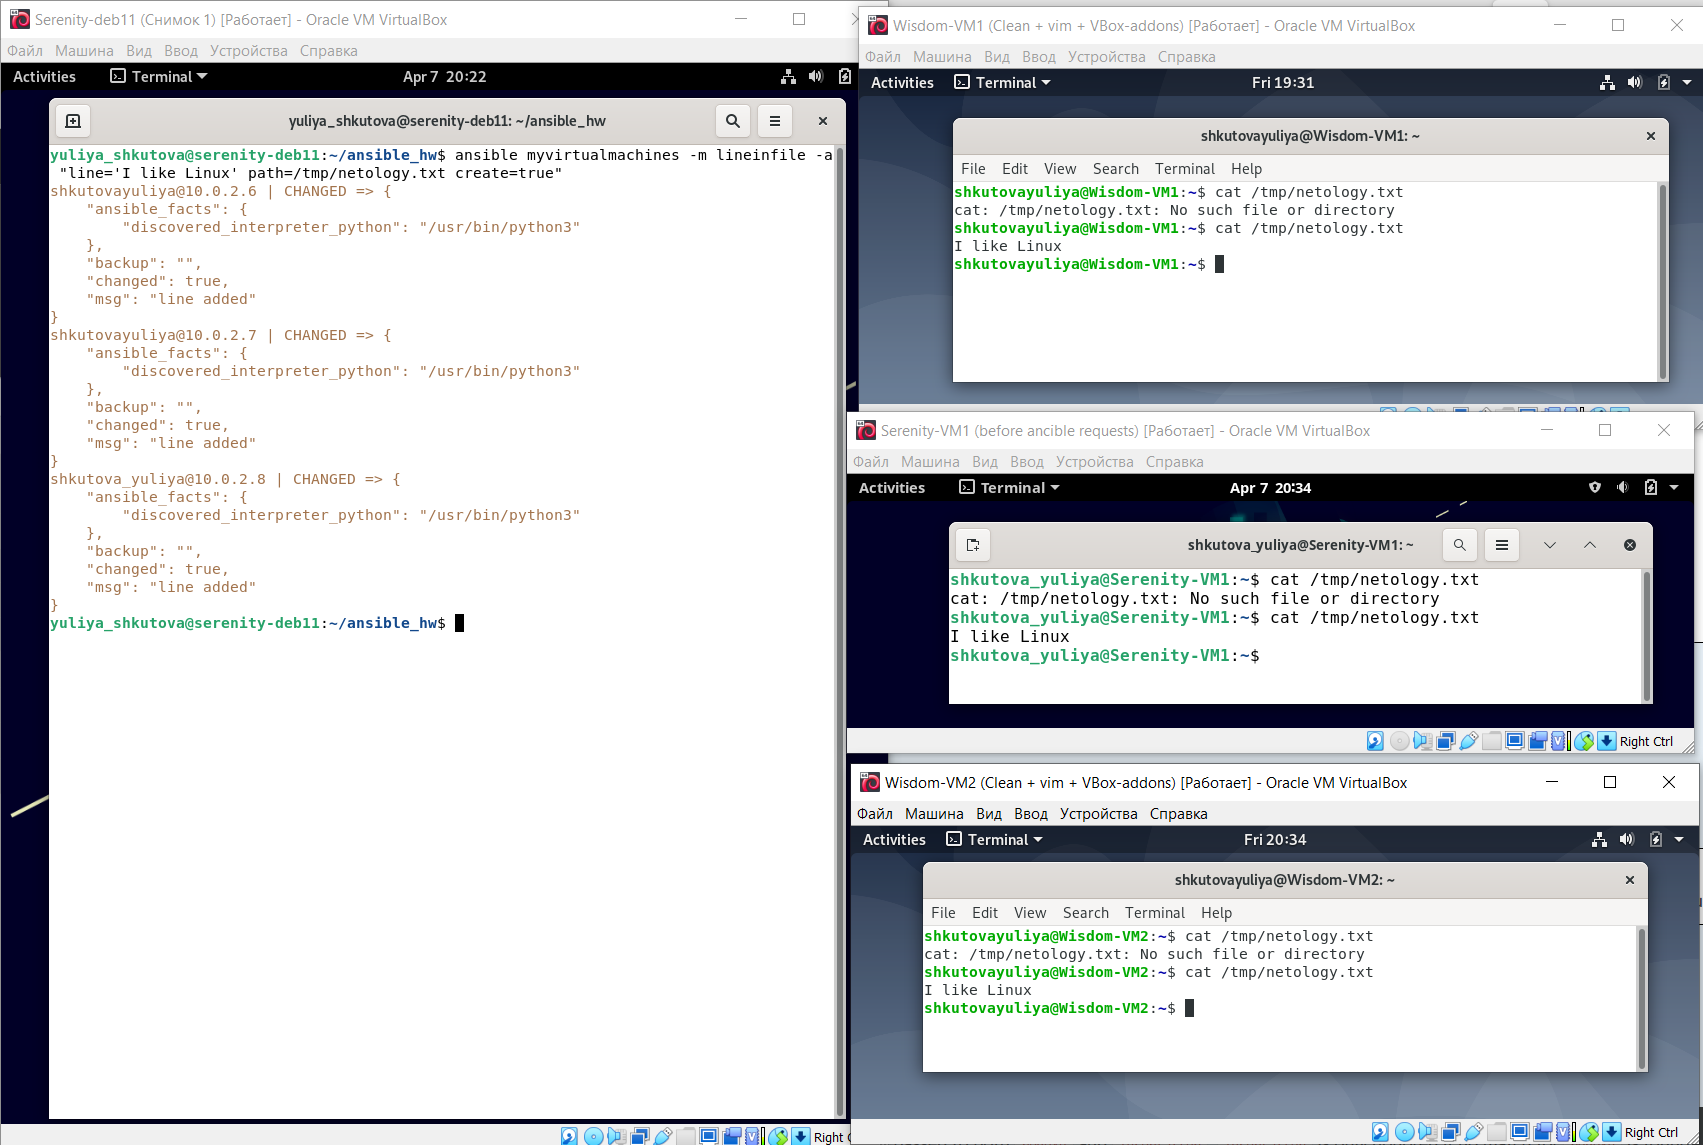 Serenity-deb11 (Снимок 1) [Работает] - Oracle VM VirtualBox
Файл Машина Вид Ввод Устройства Справка
Activities Terminal Apr 7 20:22
yuliya_shkutova@serenity-deb11: ~/ansible_hw
yuliya_shkutova@serenity-deb11:~/ansible_hw$ ansible myvirtualmachines -m lineinfile -a
"line='I like Linux' path=/tmp/netology.txt create=true"
shkutovayuliya@10.0.2.6 | CHANGED => {
"ansible_facts": {
"discovered_interpreter_python": "/usr/bin/python3"
},
"backup": "",
"changed": true,
"msg": "line added"
}
shkutovayuliya@10.0.2.7 | CHANGED => {
"ansible_facts": {
"discovered_interpreter_python": "/usr/bin/python3"
},
"backup": "",
"changed": true,
"msg": "line added"
}
shkutova_yuliya@10.0.2.8 | CHANGED => {
"ansible_facts": {
"discovered_interpreter_python": "/usr/bin/python3"
},
"backup": "",
"changed": true,
"msg": "line added"
}
yuliya_shkutova@serenity-deb11:~/ansible_hw$
Right
Wisdom-VM1 (Clean + vim + VBox-addons) [Работает] - Oracle VM VirtualBox
Файл Машина Вид Ввод Устройства Справка
Activities Terminal Fri 19:31
shkutovayuliya@Wisdom-VM1: ~
File Edit View Search Terminal Help
shkutovayuliya@Wisdom-VM1:~$ cat /tmp/netology.txt
cat: /tmp/netology.txt: No such file or directory
shkutovayuliya@Wisdom-VM1:~$ cat /tmp/netology.txt
I like Linux
shkutovayuliya@Wisdom-VM1:~$
Serenity-VM1 (before ancible requests) [Работает] - Oracle VM VirtualBox
Файл Машина Вид Ввод Устройства Справка
Activities Terminal Apr 7 20:34
shkutova_yuliya@Serenity-VM1: ~
shkutova_yuliya@Serenity-VM1:~$ cat /tmp/netology.txt
cat: /tmp/netology.txt: No such file or directory
shkutova_yuliya@Serenity-VM1:~$ cat /tmp/netology.txt
I like Linux
shkutova_yuliya@Serenity-VM1:~$
Right Ctrl
Wisdom-VM2 (Clean + vim + VBox-addons) [Работает] - Oracle VM VirtualBox
Файл Машина Вид Ввод Устройства Справка
Activities Terminal Fri 20:34
shkutovayuliya@Wisdom-VM2: ~
File Edit View Search Terminal Help
shkutovayuliya@Wisdom-VM2:~$ cat /tmp/netology.txt
cat: /tmp/netology.txt: No such file or directory
shkutovayuliya@Wisdom-VM2:~$ cat /tmp/netology.txt
I like Linux
shkutovayuliya@Wisdom-VM2:~$
Right Ctrl